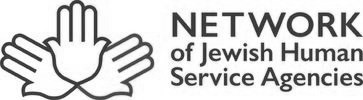 NETWORK
of Jewish Human
Service Agencies